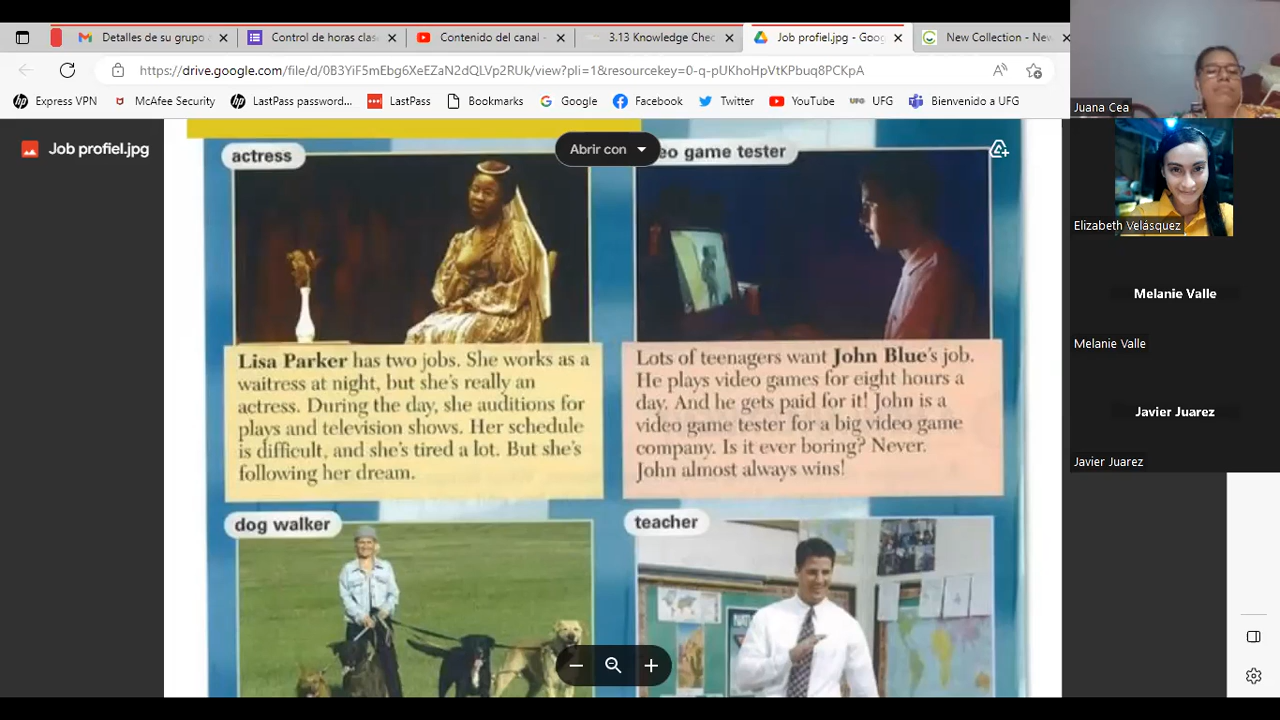 Detalles de su grupo
Control de horas clas
Contenido del canal -
3.13 Knowledge Chec
Job profiel.jpg - Goog
New Collection - New
https://drive.google.com/file/d/0B3YiF5mEbg6XeEZaN2dQLVp2NUk/view?pli=1&resourcekey=0-q-pUKhoHpVtKPbuq8PCKpA
Express VPN
McAfee Security
LastPass password...
LastPass
Bookmarks
Google
Facebook
Twitter
YouTube
UFG
Bienvenido a UFG
Job profiel.jpg
Abrir con
actress
eo game tester
Lisa Parker has two jobs. She works as a
waitress at night, but she's really an
actress. During the day, she auditions for
plays and television shows. Her schedule
is difficult, and she's tired a lot. But she's
following her dream.
Lots of teenagers want John Blue's job.
He plays video games for eight hours a
day. And he gets paid for it! John is a
video game tester for a big video game
company. Is it ever boring? Never.
John almost always wins!
dog walker
teacher
Juana Cea
Elizabeth Velásquez
Melanie Valle
Melanie Valle
Javier Juarez
Javier Juarez